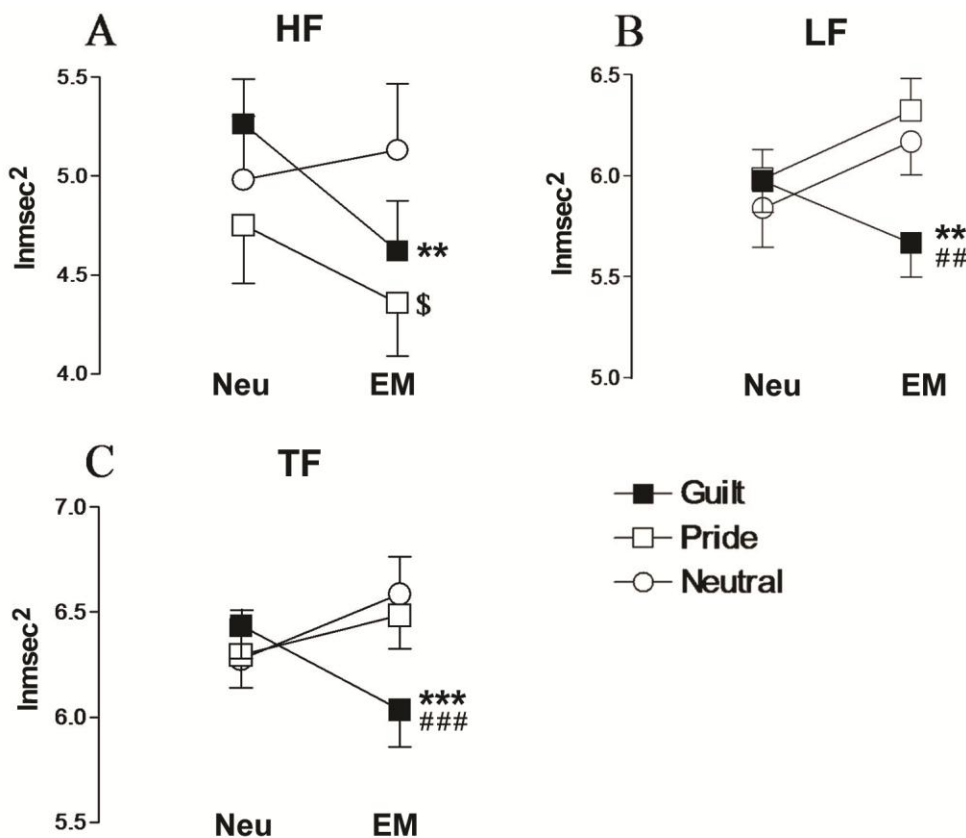 A
HF
5.5
5.0
4.5
4.0
lnmsec²
**
$
Neu
EM
B
LF
6.5
6.0
5.5
5.0
lnmsec²
**
##
Neu
EM
C
TF
7.0
6.5
6.0
5.5
lnmsec²
***
###
Neu
EM
Guilt
Pride
Neutral